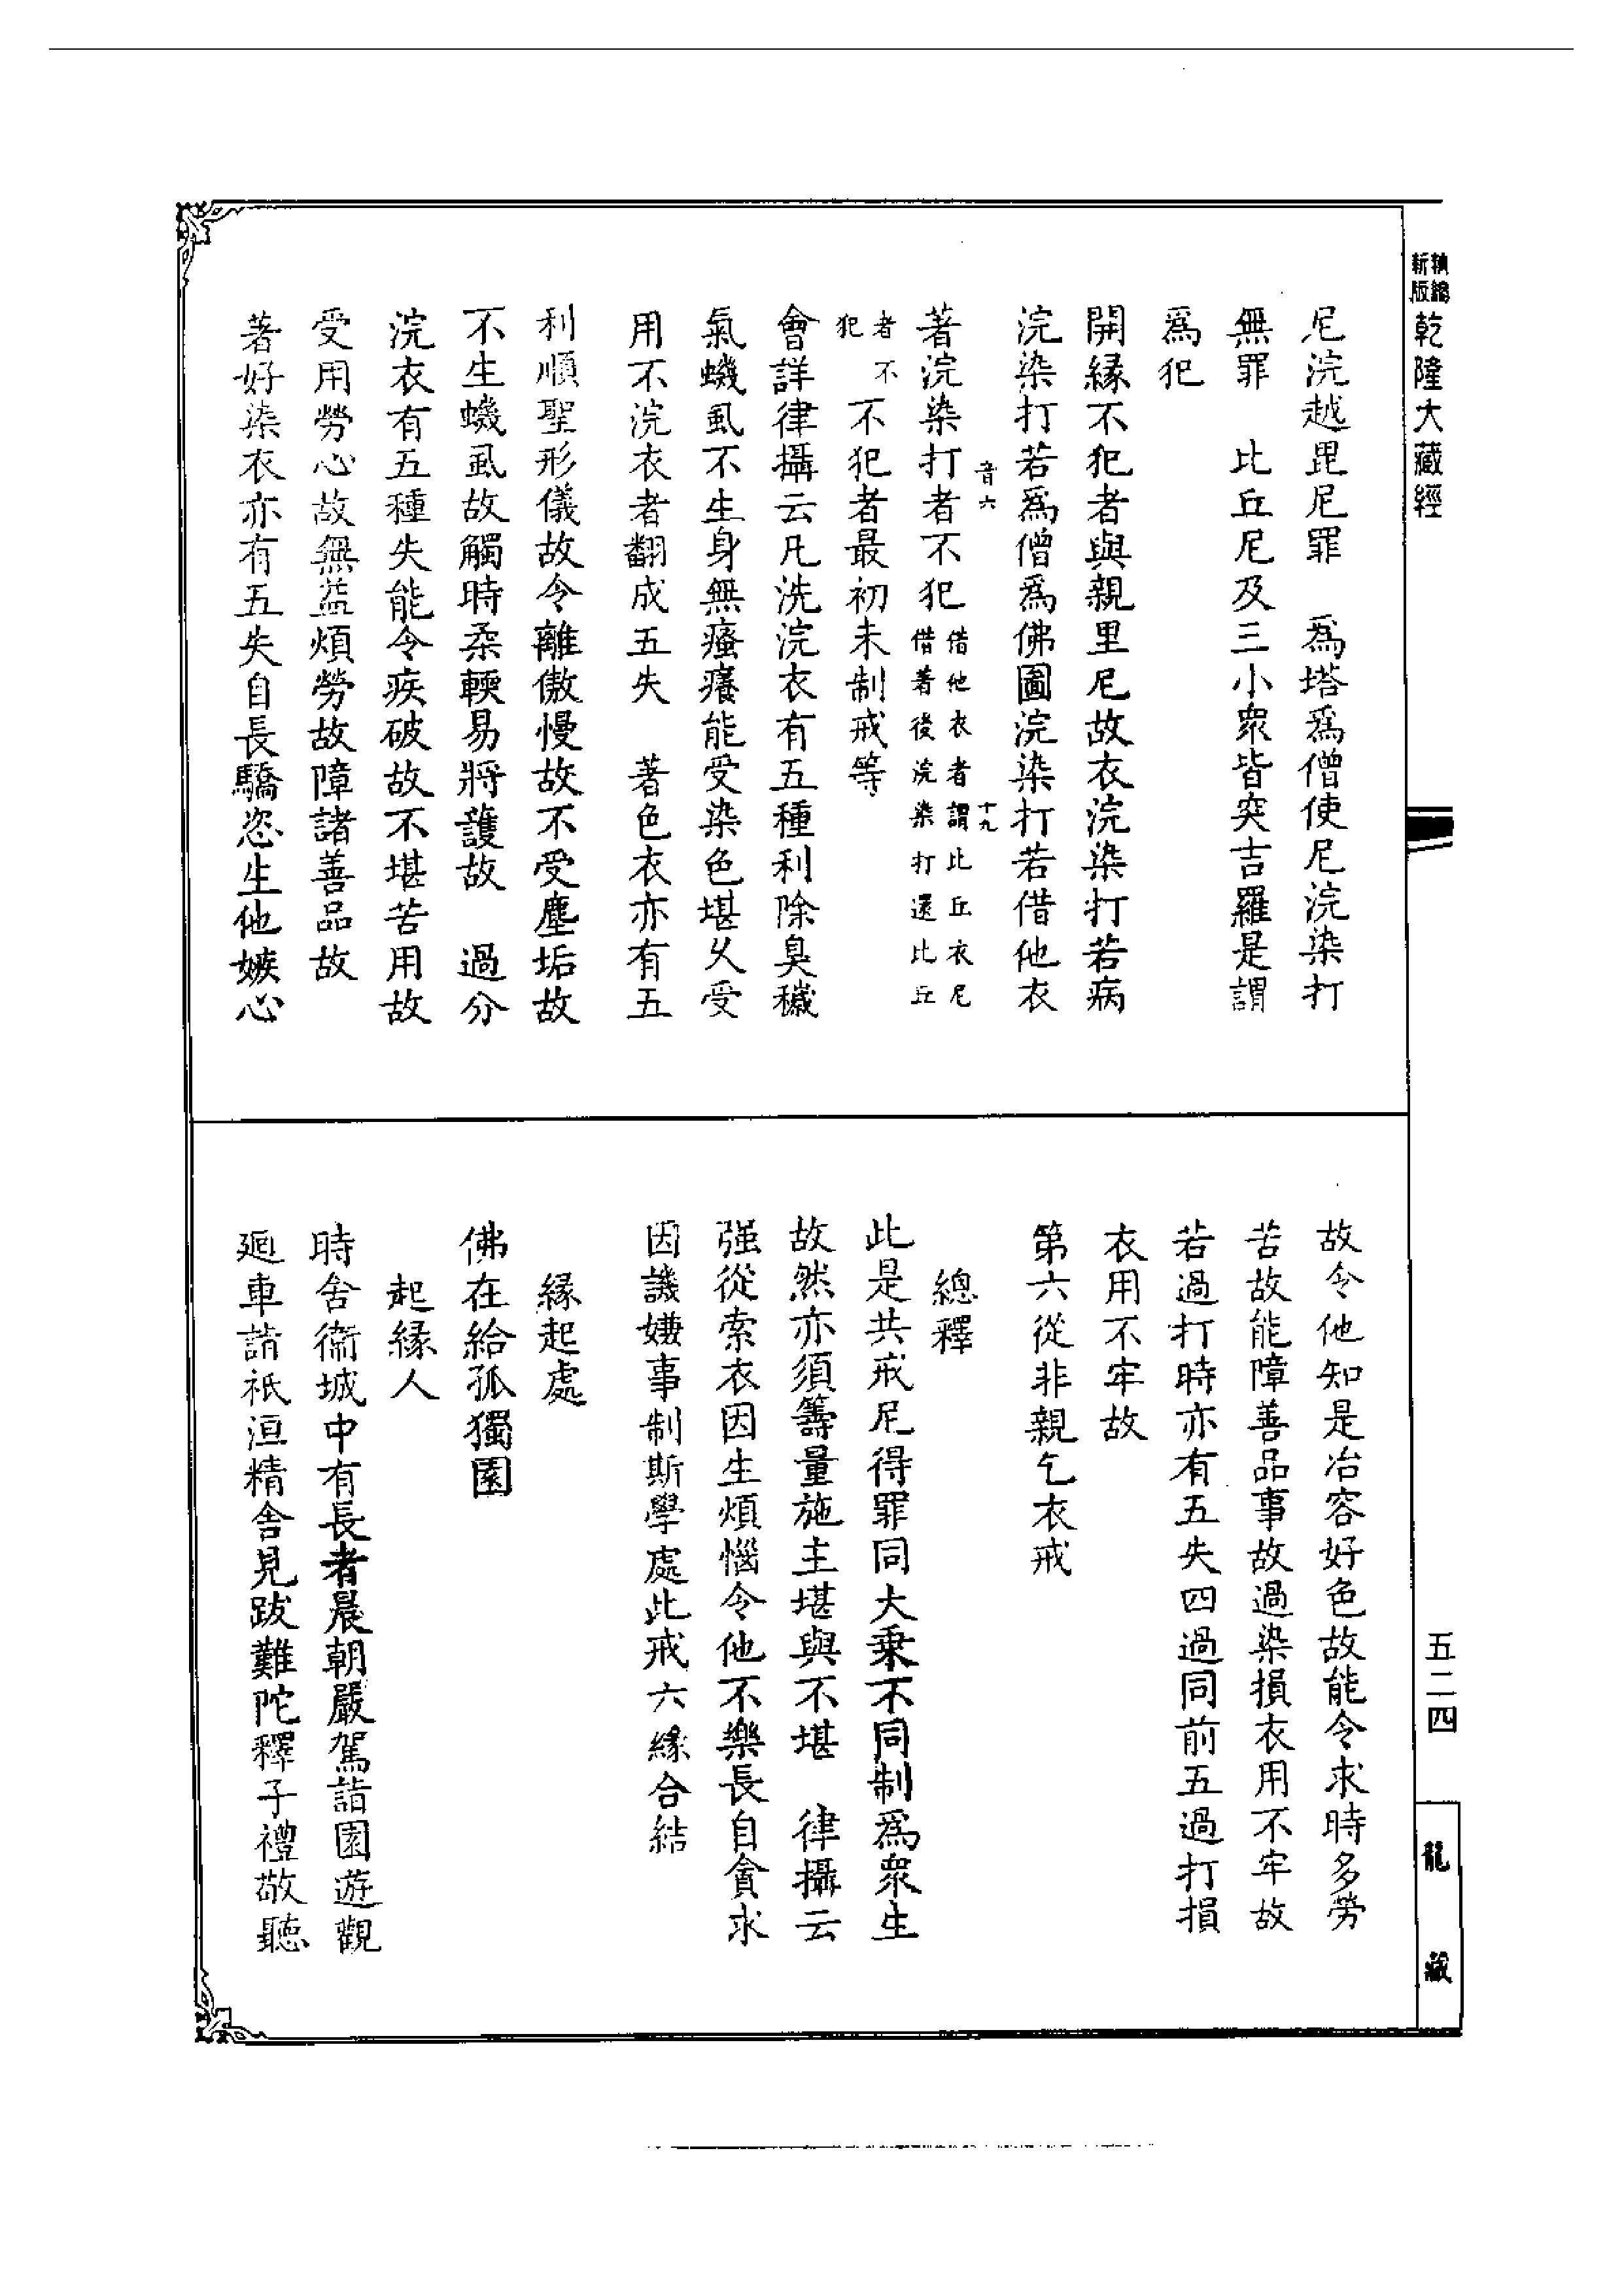 新版精縮乾隆大藏經
尼浣越毘尼罪　為塔爲僧使尼浣染打
無罪　比丘尼及三小衆皆突吉羅是謂
爲犯
開緣不犯者與親里尼故衣浣染打若病
浣染打若爲僧爲佛圖浣染打若借他衣
音六　十九
著浣染打者不犯借他衣者謂比丘衣尼借著後浣染打還比丘
者不犯不犯者最初未制戒等
會詳律攝云凡洗浣衣有五種利除臭穢
氣蟣虱不生身無瘙癢能受染色堪久受
用不浣衣者翻成五失　著色衣亦有五
利順聖形儀故令離傲慢故不受塵垢故
不生蟣虱故觸時柔輭易將護故　過分
浣衣有五種失能令疾破故不堪苦用故
受用勞心故無益煩勞故障諸善品故
著好染衣亦有五失自長驕恣生他嫉心
故令他知是冶容好色故能令求時多勞
苦故能障善品事故過染損衣用不牢故
若過打時亦有五失四過同前五過打損
衣用不牢故
第六從非親乞衣戒
總釋
此是共戒尼得罪同大乗不同制爲衆生
故然亦須籌量施主堪與不堪　律攝云
强從索衣因生煩惱令他不樂長自貪求
因譏嫌事制斯學處此戒六緣合結
緣起處
佛在給孤獨園
起緣人
時舍衞城中有長者晨朝嚴駕詣園遊觀
廻車詣祇洹精舍見跋難陀釋子禮敬聽
五二四
龍藏